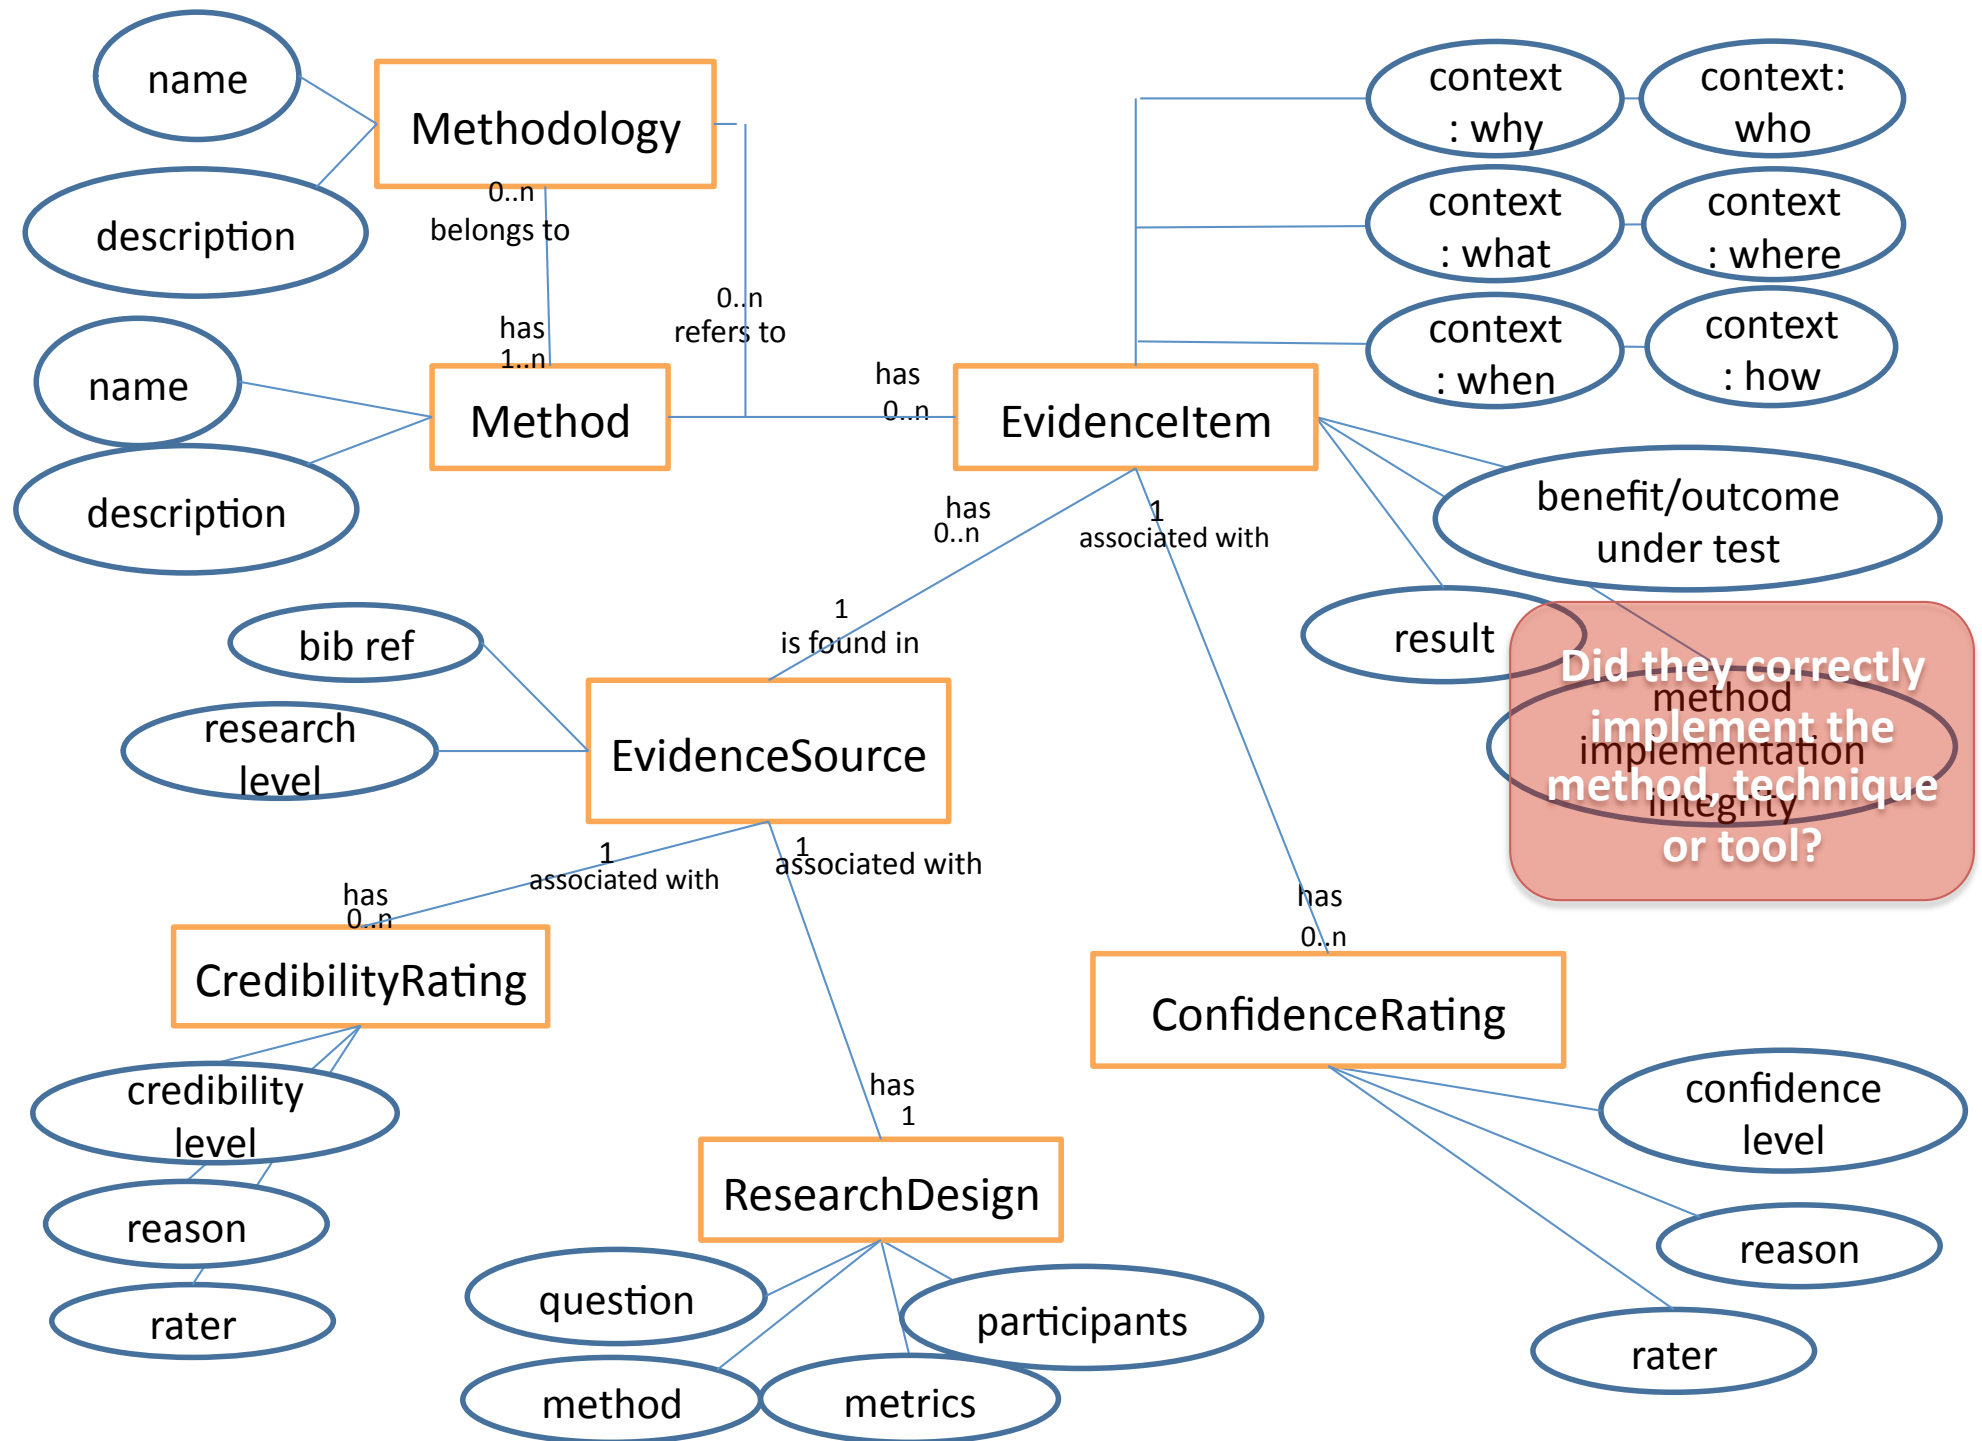 name
Methodology
0..n
belongs to
description
has
1..n
0..n
refers to
name
Method
description
has
0..n
EvidenceItem
context
: why
context:
who
context
: what
context
: where
context
: when
context
: how
benefit/outcome
under test
result
method
implementation
integrity
Did they correctly
implement the
method, technique
or tool?
has
0..n
1
associated with
1
is found in
bib ref
research
level
EvidenceSource
1
associated with
1
associated with
has
0..n
CredibilityRating
has
0..n
ConfidenceRating
credibility
level
reason
rater
has
1
ResearchDesign
question
participants
method
metrics
confidence
level
reason
rater